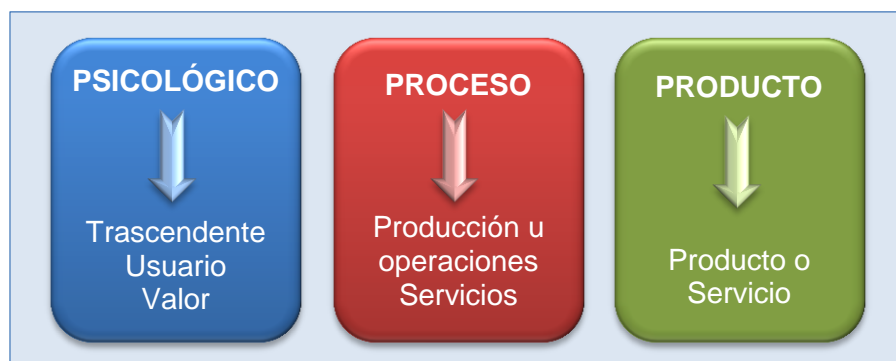 PSICOLÓGICO
Trascendente
Usuario
Valor
PROCESO
Producción u
operaciones
Servicios
PRODUCTO
Producto o
Servicio